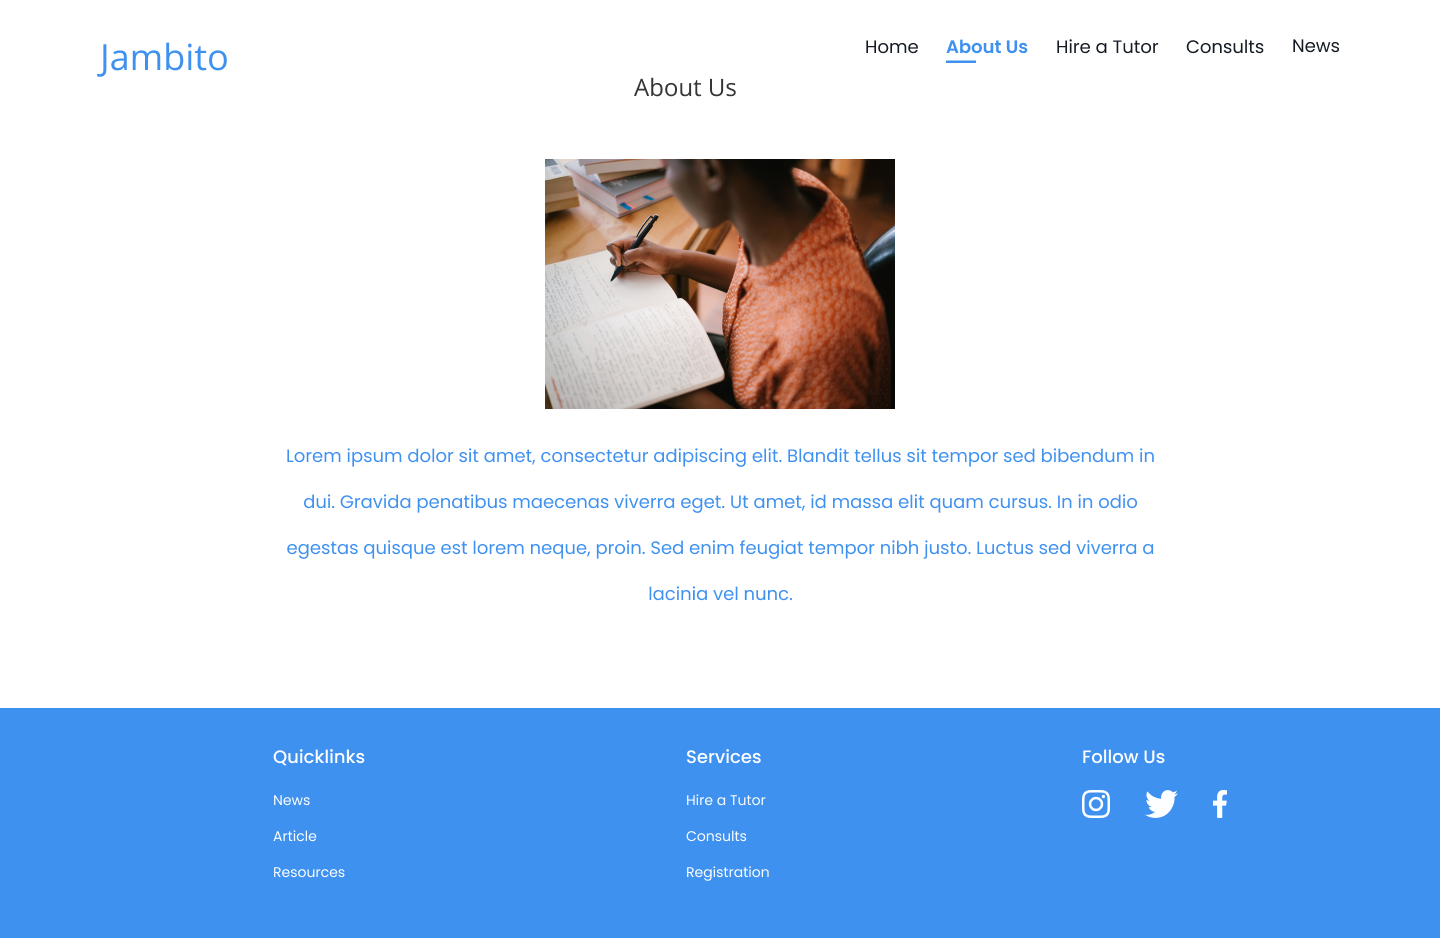 Jambito
Home About Us Hire a Tutor Consults News
About Us
Lorem ipsum dolor sit amet, consectetur adipiscing elit. Blandit tellus sit tempor sed bibendum in
dui. Gravida penatibus maecenas viverra eget. Ut amet, id massa elit quam cursus. In in odio
egestas quisque est lorem neque, proin. Sed enim feugiat tempor nibh justo. Luctus sed viverra a
lacinia vel nunc.
Quicklinks
News
Article
Resources
Services
Hire a Tutor
Consults
Registration
Follow Us